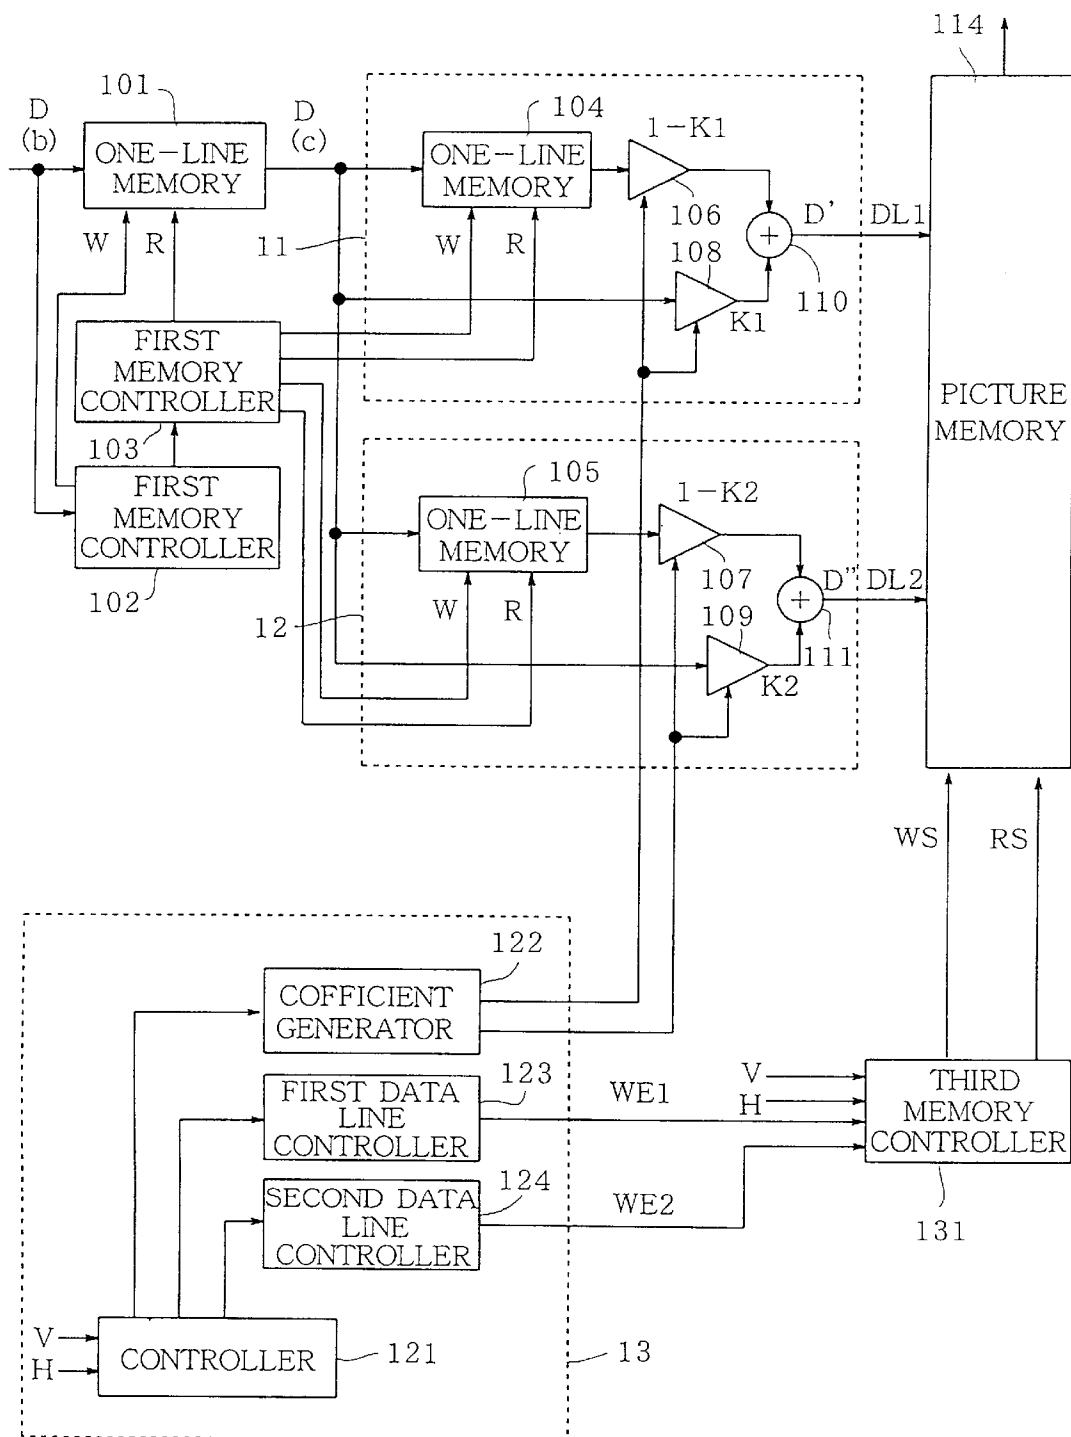 114
101
D
(b)
ONE-LINE
MEMORY
D
(c)
104
ONE-LINE
MEMORY
1-K1
106
W
R
11
W
R
108
K1
110
D'
DL1
FIRST
MEMORY
CONTROLLER
103
PICTURE
MEMORY
FIRST
MEMORY
CONTROLLER
102
105
ONE-LINE
MEMORY
1-K2
107
W
R
12
109
K2
111
D"
DL2
WS
RS
122
COFFICIENT
GENERATOR
FIRST DATA
LINE
CONTROLLER
123
WE1
V
H
THIRD
MEMORY
CONTROLLER
131
SECOND DATA
LINE
CONTROLLER
124
WE2
V
H
CONTROLLER
121
13